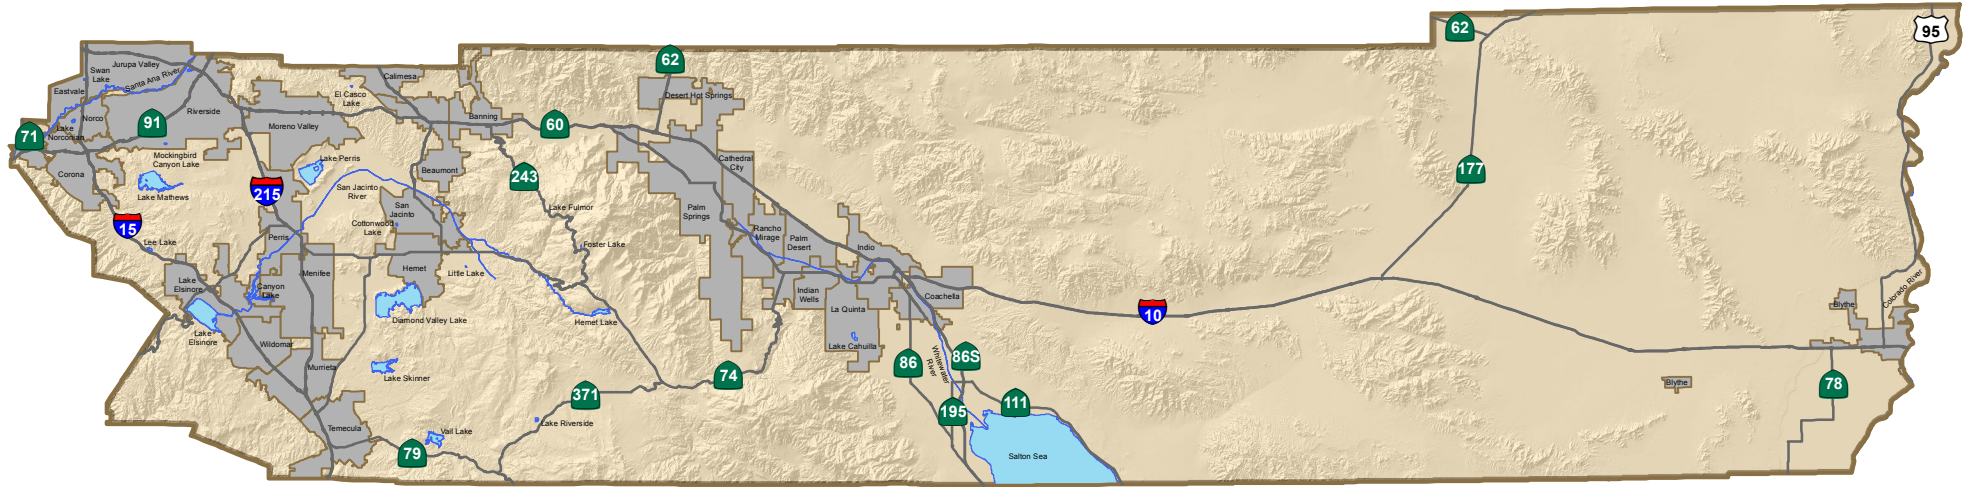 62
95
62
Jurupa Valley
Swan
Lake
Santa Ana River
Eastvale
Calimesa
El Casco
Lake
Desert Hot Springs
Riverside
Norco
91
Banning
60
Lake
Norconian
71
Moreno Valley
Mockingbird
Canyon Lake
Lake Perris
Cathedral
City
Corona
Beaumont
243
177
Lake Mathews
215
San Jacinto
River
San
Jacinto
Lake Fulmor
Palm
Springs
15
Cottonwood
Lake
Rancho
Mirage
Palm
Desert
Lee Lake
Perris
Foster Lake
Indio
Menifee
Hemet
Little Lake
Lake
Elsinore
Canyon
Lake
Indian
Wells
Coachella
Colorado River
Blythe
La Quinta
10
Diamond Valley Lake
Hemet Lake
Lake
Elsinore
Wildomar
Lake Cahuilla
Whitewater
River
86S
86
Murrieta
Lake Skinner
74
Blythe
78
371
195
111
Lake Riverside
Temecula
Vail Lake
79
Salton Sea